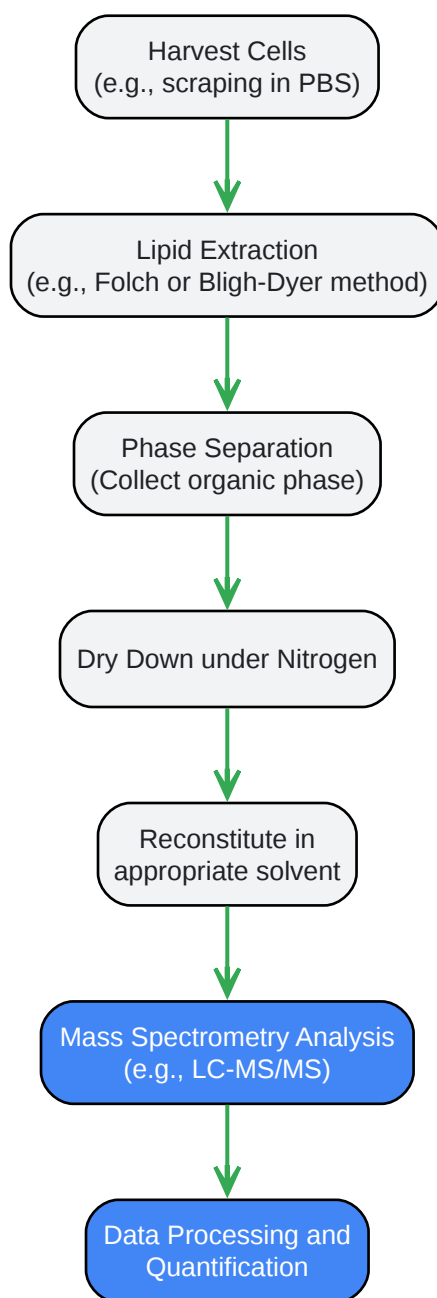 Harvest Cells
(e.g., scraping in PBS)
Lipid Extraction
(e.g., Folch or Bligh-Dyer method)
Phase Separation
(Collect organic phase)
Dry Down under Nitrogen
Reconstitute in
appropriate solvent
Mass Spectrometry Analysis
(e.g., LC-MS/MS)
Data Processing and
Quantification